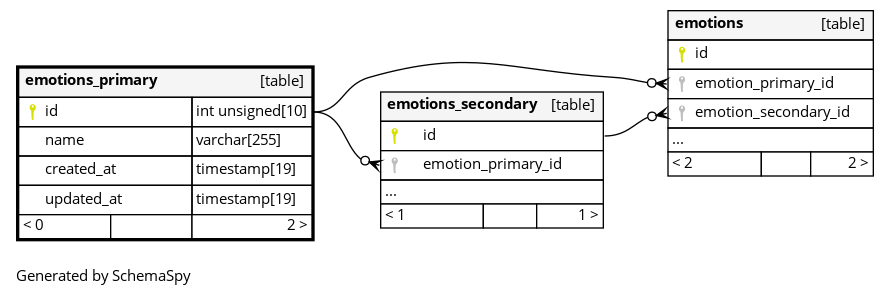 emotions_primary [table]
id int unsigned[10]
name varchar[255]
created_at timestamp[19]
updated_at timestamp[19]
< 0 2 >
emotions_secondary [table]
id
emotion_primary_id
...
< 1 1 >
emotions [table]
id
emotion_primary_id
emotion_secondary_id
...
< 2 2 >
Generated by SchemaSpy